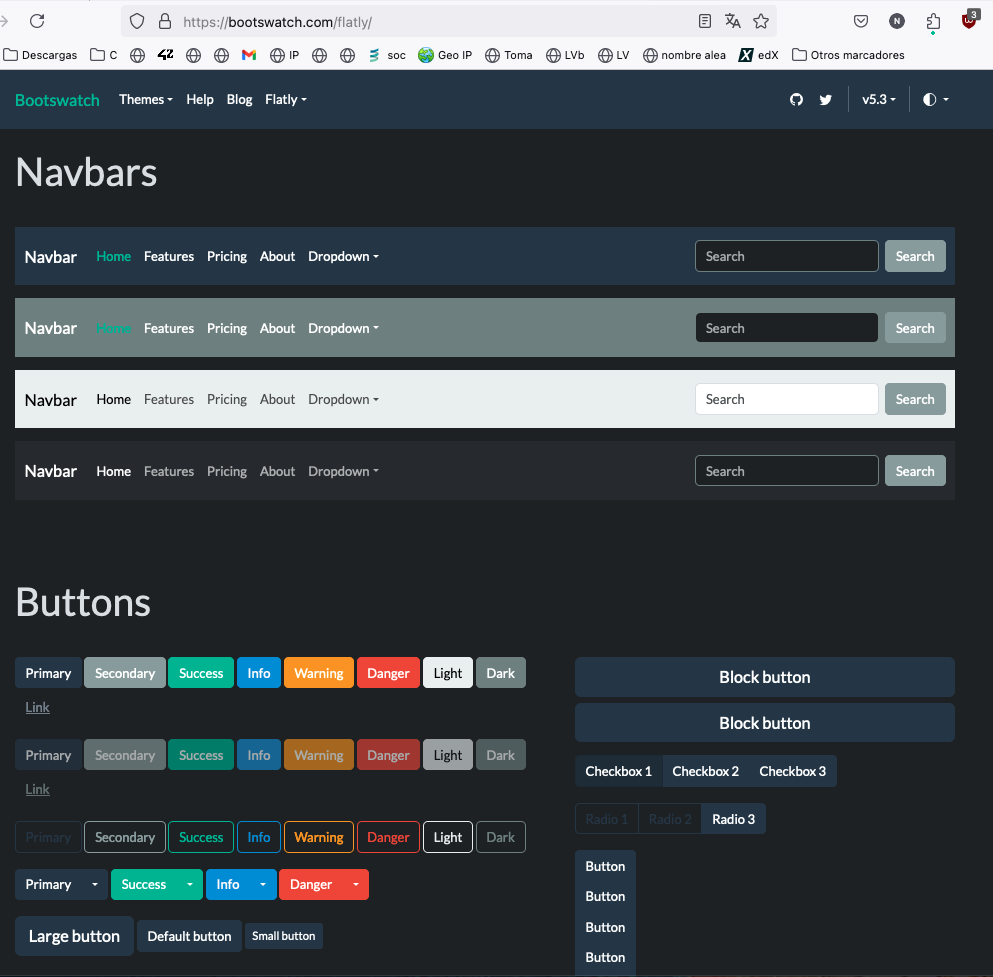 https://bootswatch.com/flatly/
N
3
Descargas C 42 IP soc Geo IP Toma LVb LV nombre alea X edX Otros marcadores
Bootswatch Themes Help Blog Flatly v5.3
Navbars
Navbar Home Features Pricing About Dropdown Search Search
Navbar Home Features Pricing About Dropdown Search Search
Navbar Home Features Pricing About Dropdown Search Search
Navbar Home Features Pricing About Dropdown Search Search
Buttons
Primary Secondary Success Info Warning Danger Light Dark
Link
Primary Secondary Success Info Warning Danger Light Dark
Link
Primary Secondary Success Info Warning Danger Light Dark
Primary Success Info Danger
Large button Default button Small button
Block button
Block button
Checkbox 1 Checkbox 2 Checkbox 3
Radio 1 Radio 2 Radio 3
Button
Button
Button
Button